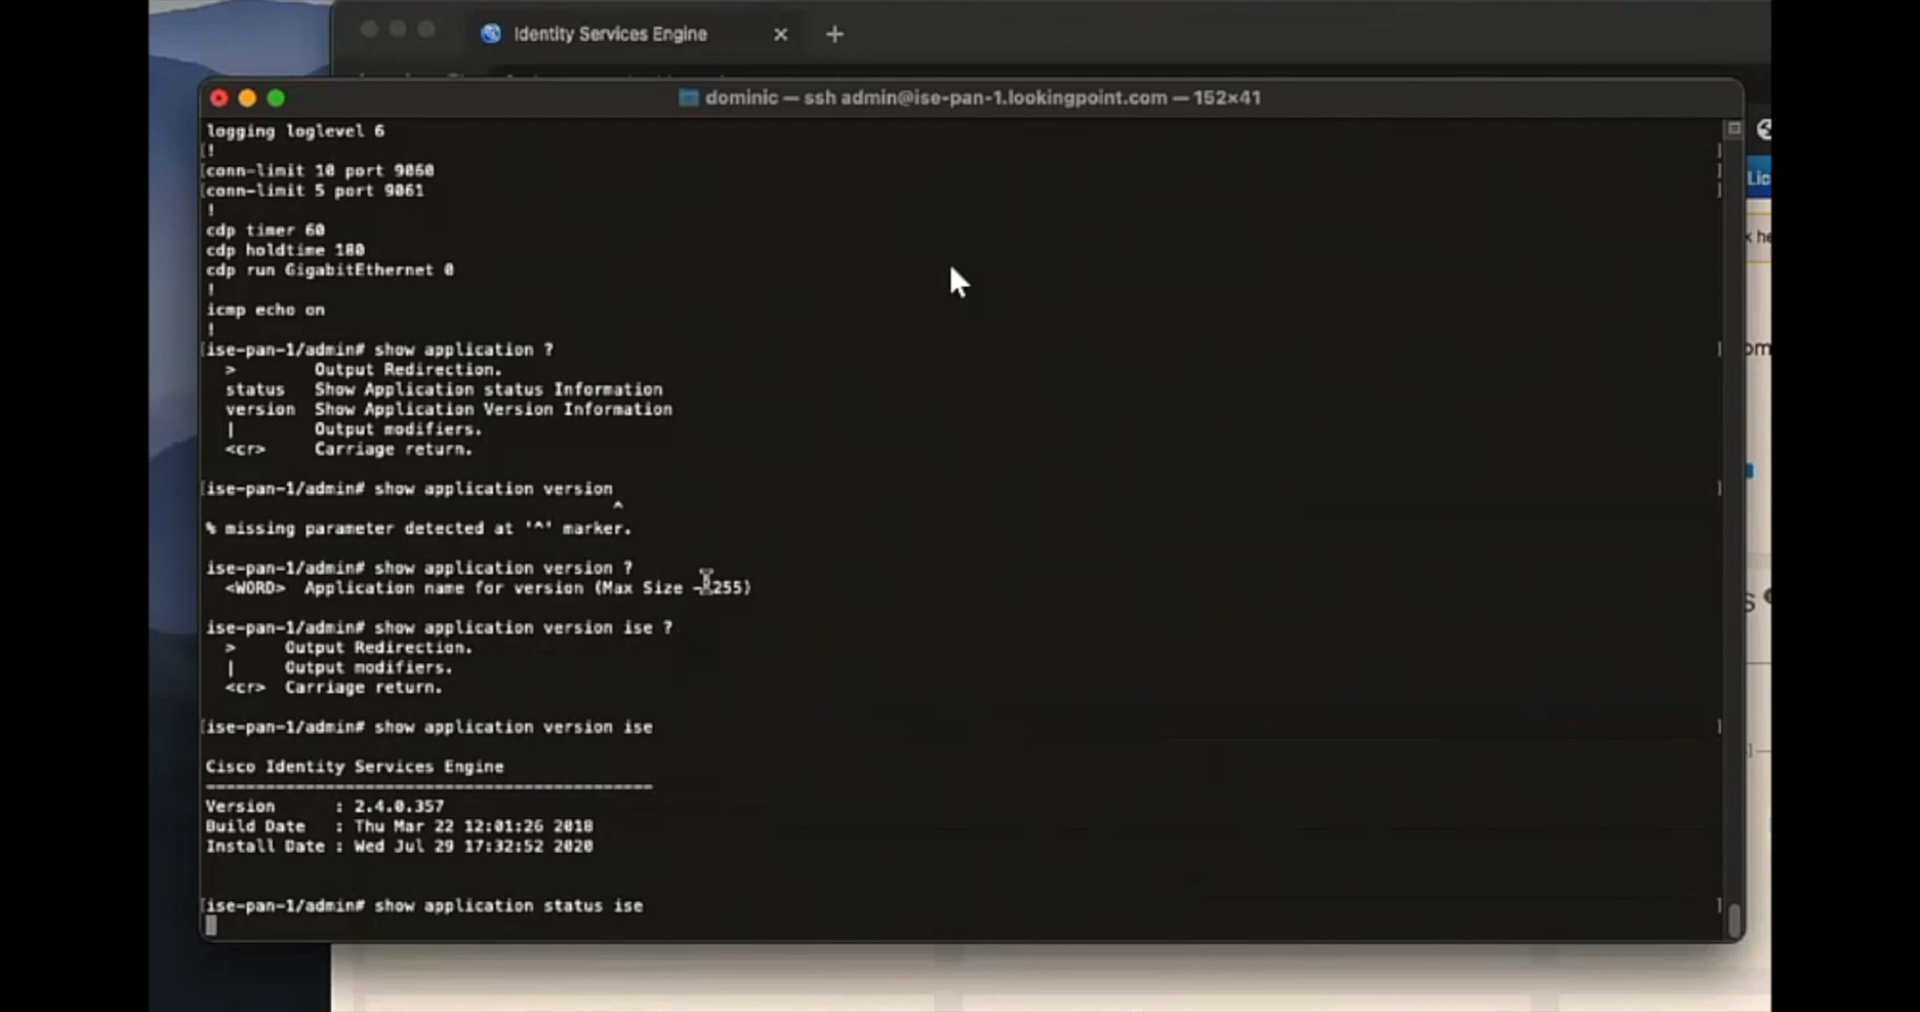 Identity Services Engine
dominic — ssh admin@ise-pan-1.lookingpoint.com — 152×41
logging loglevel 6
[!
[conn-limit 10 port 9060
[conn-limit 5 port 9061
!
cdp timer 60
cdp holdtime 180
cdp run GigabitEthernet 0
!
icmp echo on
!
[ise-pan-1/admin# show application ?
> Output Redirection.
status Show Application status Information
version Show Application Version Information
| Output modifiers.
<cr> Carriage return.
[ise-pan-1/admin# show application version
^
% missing parameter detected at '^' marker.
ise-pan-1/admin# show application version ?
<WORD> Application name for version (Max Size - 255)
ise-pan-1/admin# show application version ise ?
> Output Redirection.
| Output modifiers.
<cr> Carriage return.
[ise-pan-1/admin# show application version ise
Cisco Identity Services Engine
---------------------------------------------
Version : 2.4.0.357
Build Date : Thu Mar 22 12:01:26 2018
Install Date : Wed Jul 29 17:32:52 2020
[ise-pan-1/admin# show application status ise